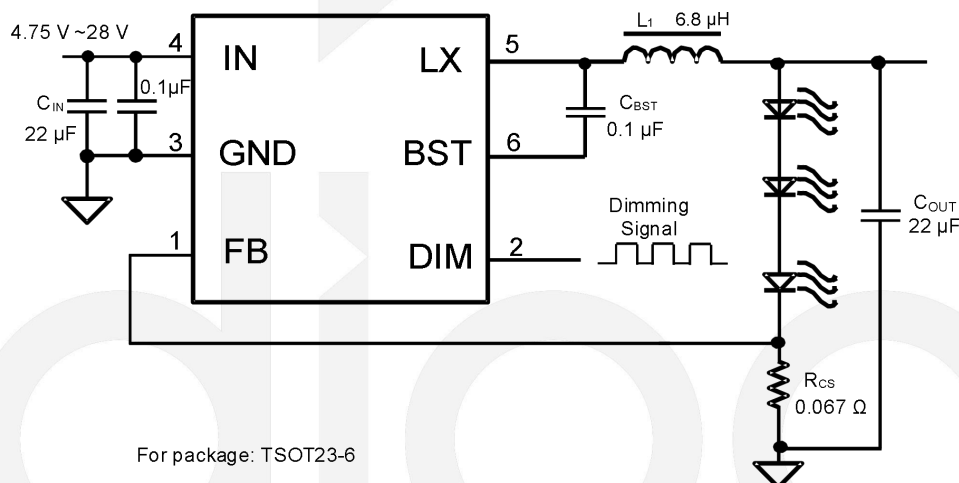 4.75 V ~28 V
4
IN
LX
5
L1 6.8 µH
CIN
22 µF
0.1µF
CBST
0.1 µF
3
GND
BST
6
COUT
22 µF
Dimming
Signal
1
FB
DIM
2
RCS
0.067 Ω
For package: TSOT23-6